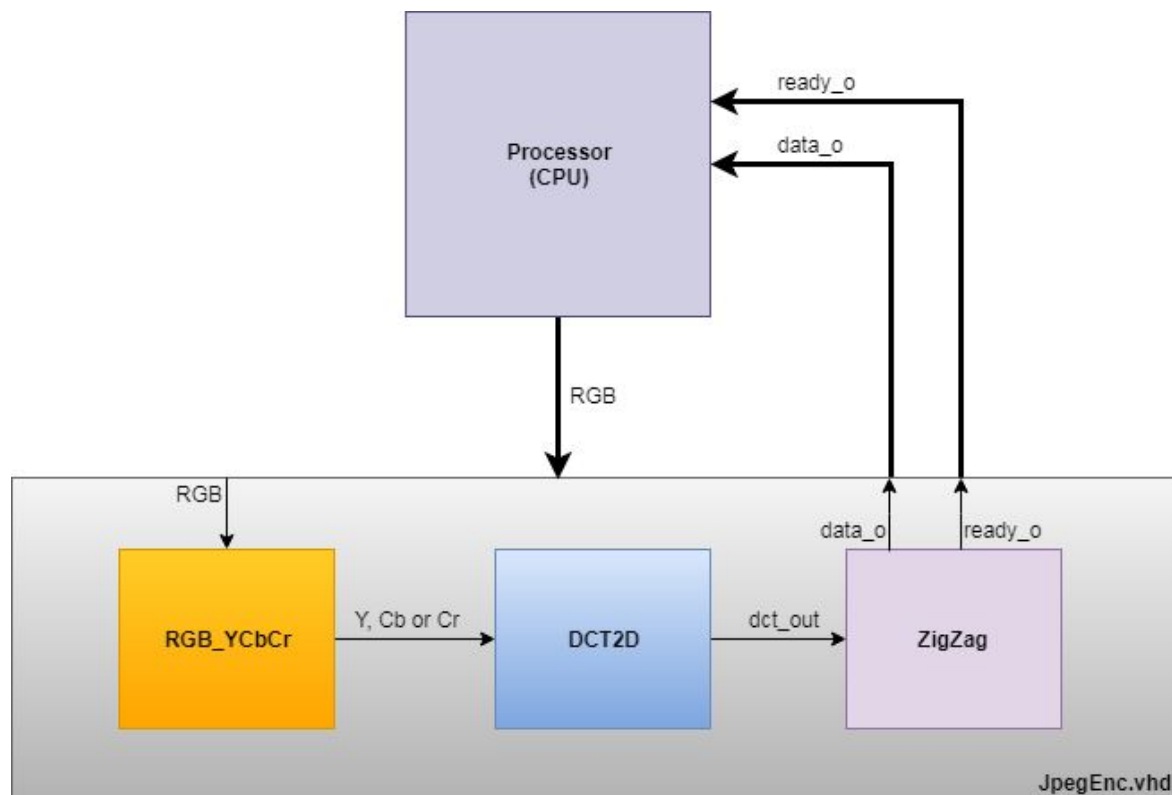 ready_o
data_o
Processor
(CPU)
RGB
RGB
data_o
ready_o
RGB_YCbCr
Y, Cb or Cr
DCT2D
dct_out
ZigZag
JpegEnc.vhd